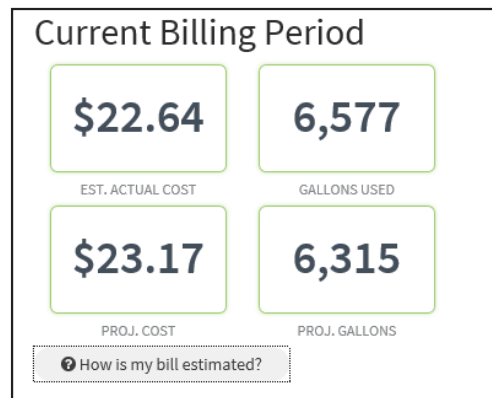 Current Billing Period
$22.64 6,577
EST. ACTUAL COST GALLONS USED
$23.17 6,315
PROJ. COST PROJ. GALLONS
How is my bill estimated?